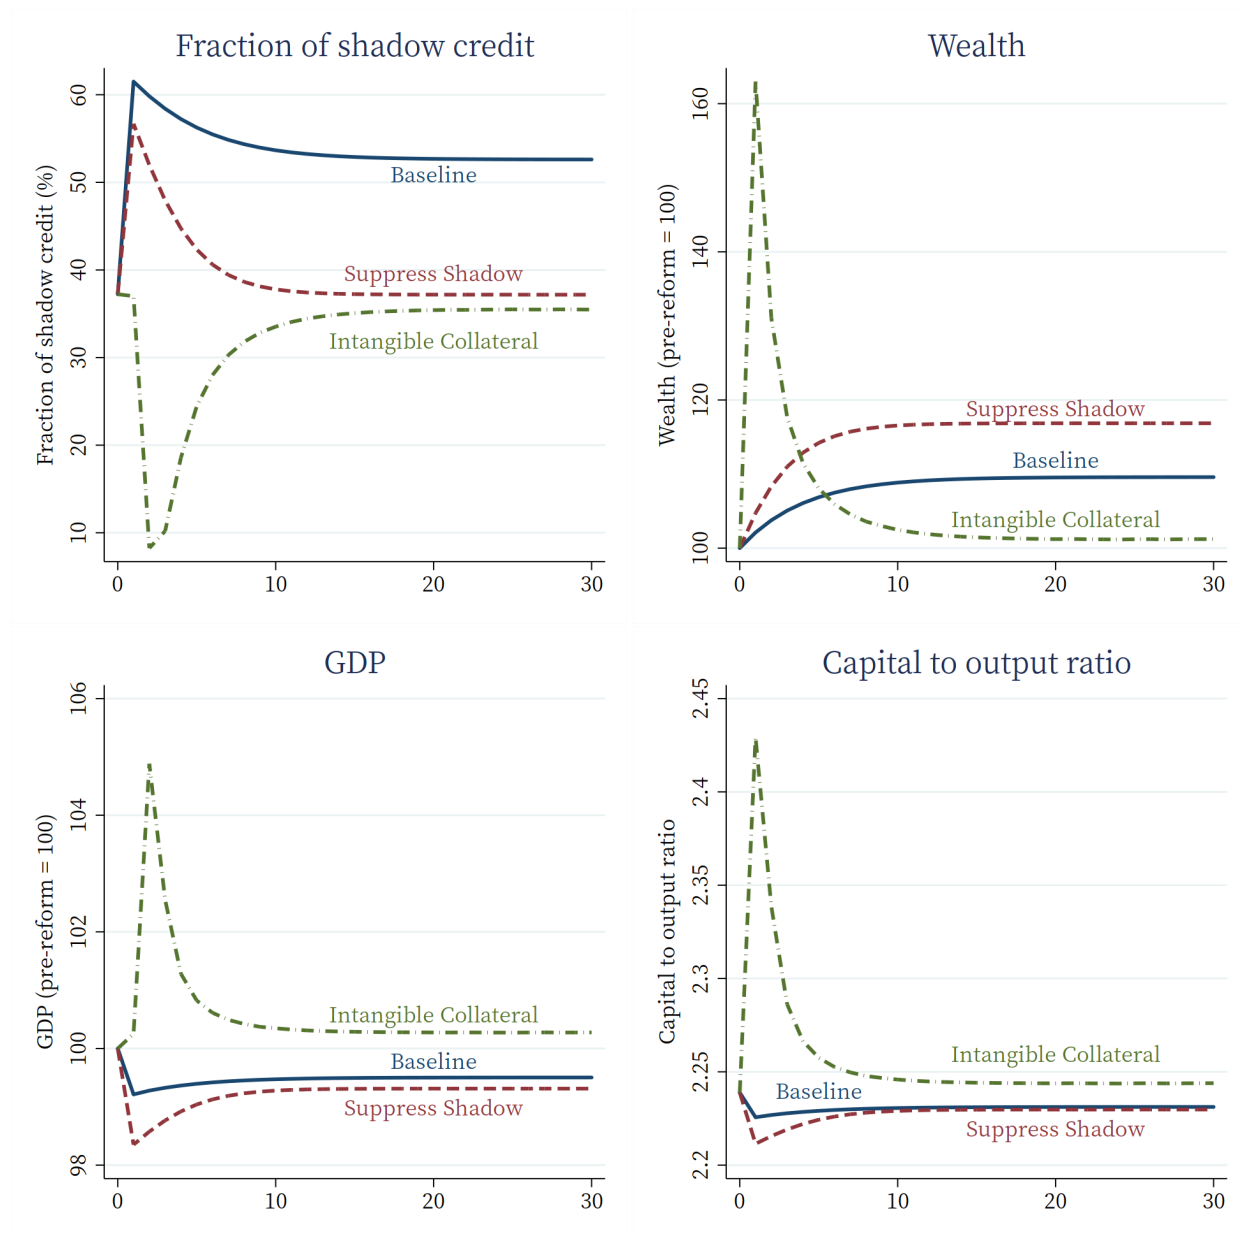 Fraction of shadow credit
Fraction of shadow credit (%)
60
50
40
30
20
10
Baseline
Suppress Shadow
Intangible Collateral
0 10 20 30
Wealth
Wealth (pre-reform = 100)
160
140
120
100
Suppress Shadow
Baseline
Intangible Collateral
0 10 20 30
GDP
GDP (pre-reform = 100)
106
104
102
100
98
Intangible Collateral
Baseline
Suppress Shadow
0 10 20 30
Capital to output ratio
Capital to output ratio
2.45
2.4
2.35
2.3
2.25
2.2
Intangible Collateral
Baseline
Suppress Shadow
0 10 20 30